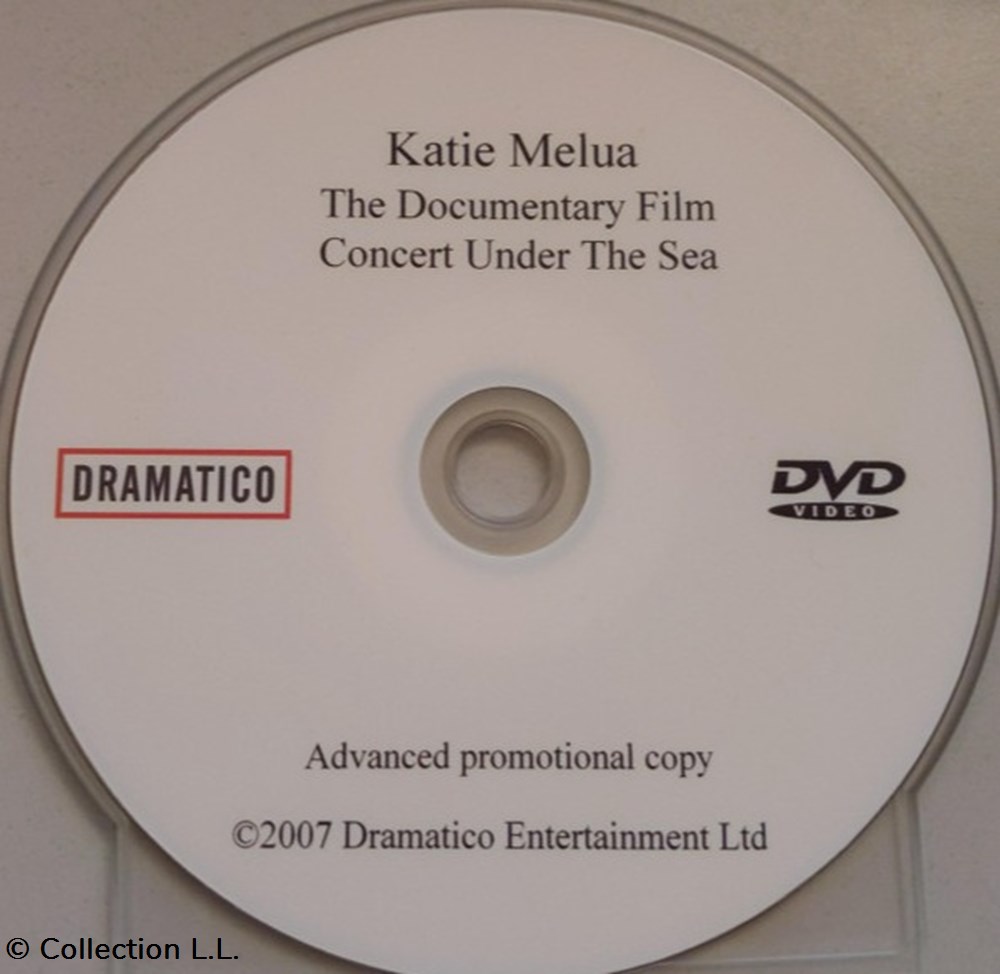 Katie Melua
The Documentary Film
Concert Under The Sea
DRAMATICO
DVD
VIDEO
Advanced promotional copy
©2007 Dramatico Entertainment Ltd
© Collection L.L.